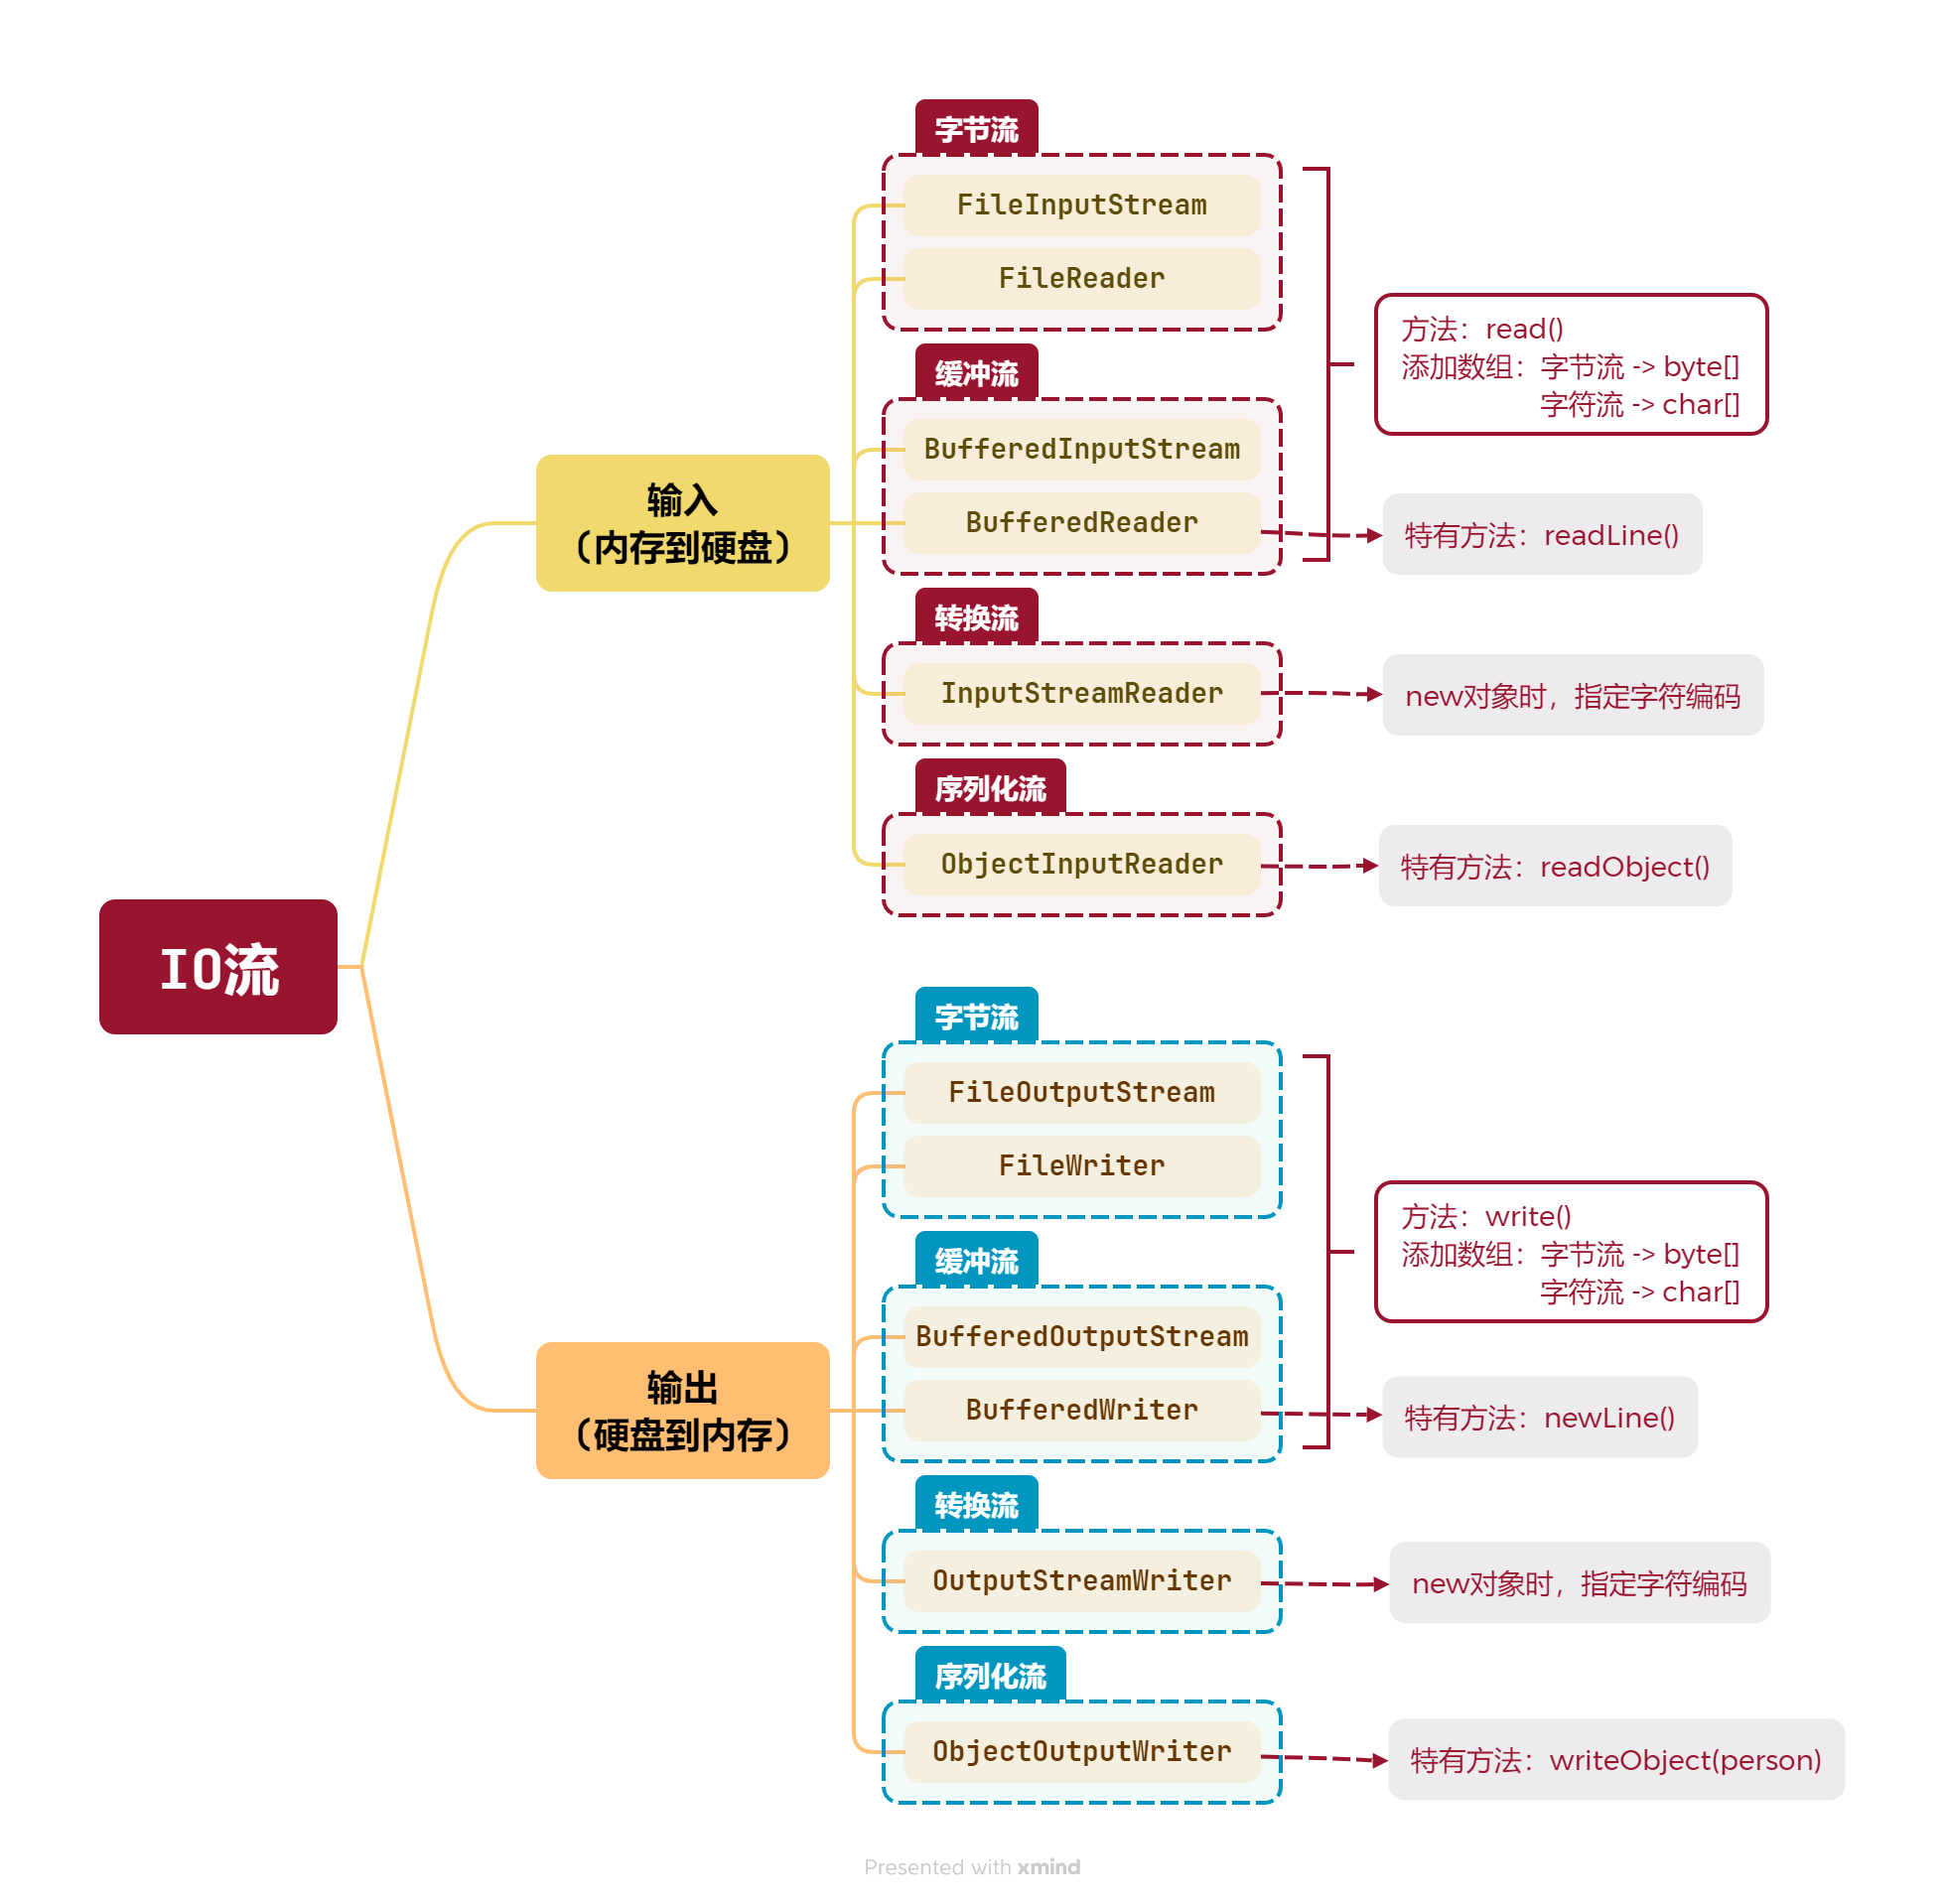 IO流
输入
（内存到硬盘）
字节流
FileInputStream
FileReader
方法：read()
添加数组：字节流 -> byte[]
字符流 -> char[]
缓冲流
BufferedInputStream
BufferedReader
特有方法：readLine()
转换流
InputStreamReader
new对象时，指定字符编码
序列化流
ObjectInputReader
特有方法：readObject()
输出
（硬盘到内存）
字节流
FileOutputStream
FileWriter
方法：write()
添加数组：字节流 -> byte[]
字符流 -> char[]
缓冲流
BufferedOutputStream
BufferedWriter
特有方法：newLine()
转换流
OutputStreamWriter
new对象时，指定字符编码
序列化流
ObjectOutputWriter
特有方法：writeObject(person)
Presented with xmind